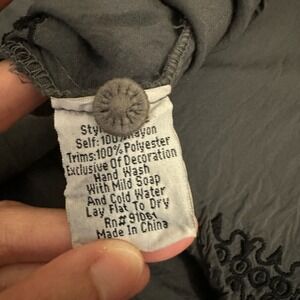 Self: 100% Rayon
Trims:100% Polyester
Exclusive Of Decoration
Hand Wash
With Mild Soap
And Cold Water
Lay Flat To Dry
Rn# 91061
Made In China